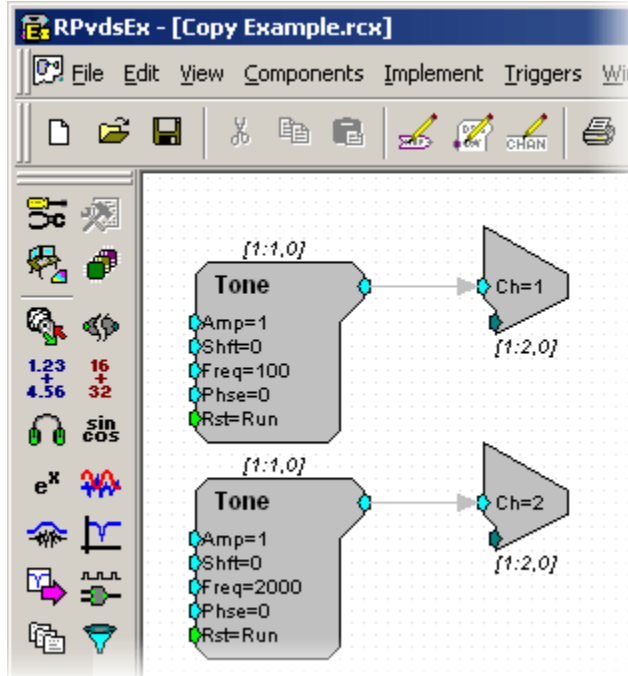 RPvdsEx - [Copy Example.rcx]
File Edit View Components Implement Triggers
CHAN
1.23 + 4.56
16 + 32
sin cos
e^x
[1:1,0]
Tone
Amp=1
Shft=0
Freq=100
Phse=0
Rst=Run
Ch=1
[1:2,0]
[1:1,0]
Tone
Amp=1
Shft=0
Freq=2000
Phse=0
Rst=Run
Ch=2
[1:2,0]